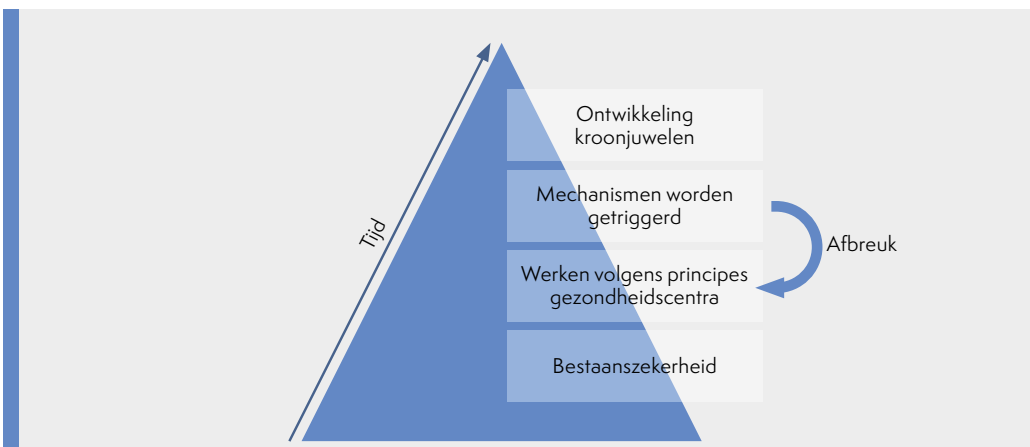 Ontwikkeling
kroonjuwelen
Mechanismen worden
getriggerd
Tijd
Afbreuk
Werken volgens principes
gezondheidscentra
Bestaanszekerheid